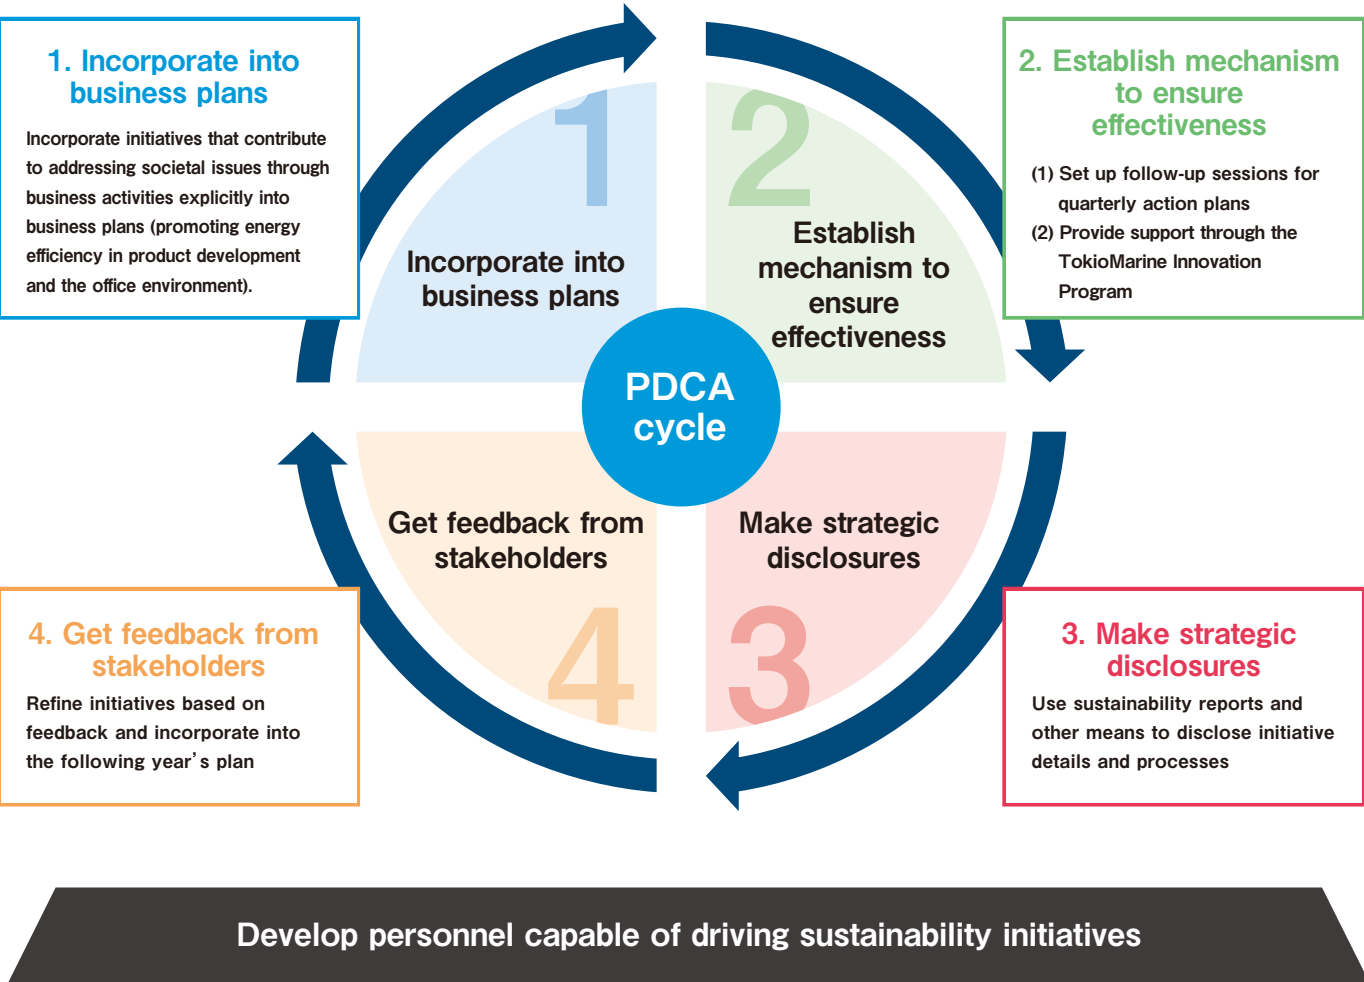 1. Incorporate into
business plans
Incorporate initiatives that contribute
to addressing societal issues through
business activities explicitly into
business plans (promoting energy
efficiency in product development
and the office environment).
2. Establish mechanism
to ensure
effectiveness
(1) Set up follow-up sessions for
quarterly action plans
(2) Provide support through the
TokioMarine Innovation
Program
1
Incorporate into
business plans
2
Establish
mechanism to
ensure
effectiveness
PDCA
cycle
Get feedback from
stakeholders
4
Make strategic
disclosures
3
4. Get feedback from
stakeholders
Refine initiatives based on
feedback and incorporate into
the following year’s plan
3. Make strategic
disclosures
Use sustainability reports and
other means to disclose initiative
details and processes
Develop personnel capable of driving sustainability initiatives